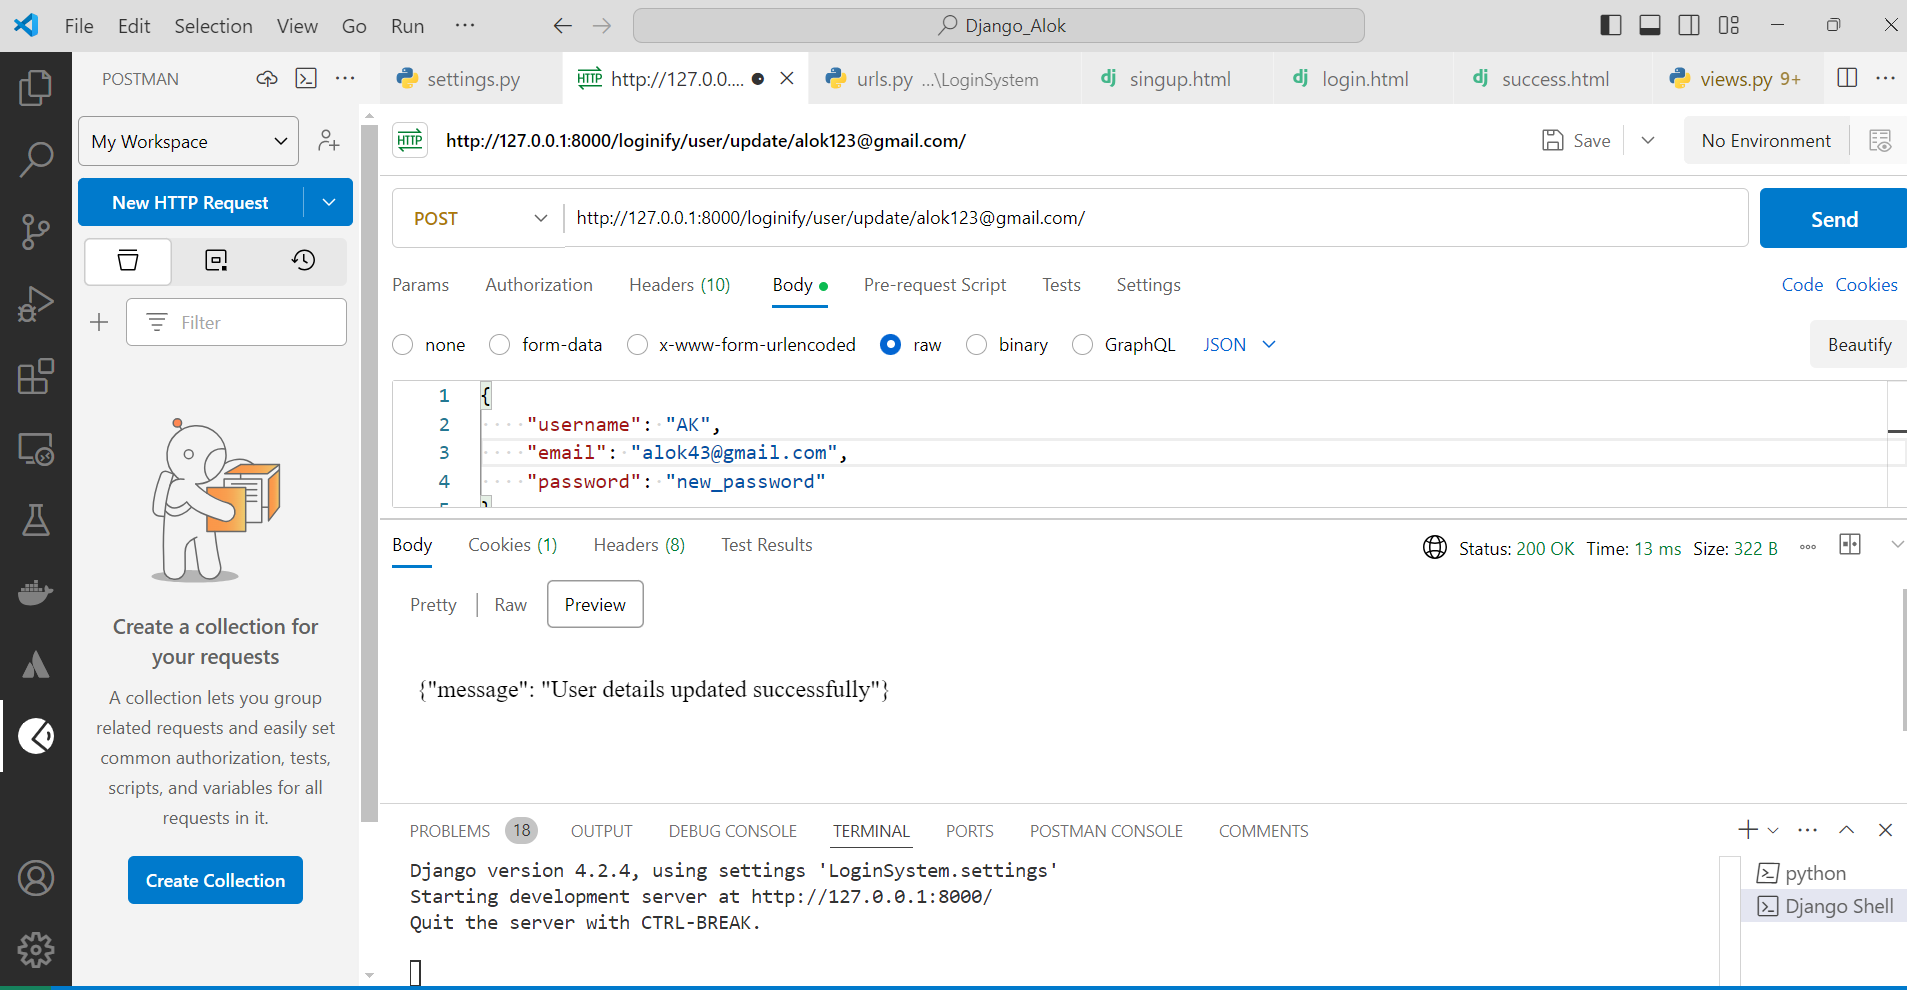 File Edit Selection View Go Run ··· Django_Alok
POSTMAN
settings.py http://127.0.0.... urls.py ...\LoginSystem singup.html login.html success.html views.py 9+
My Workspace
HTTP http://127.0.0.1:8000/loginify/user/update/alok123@gmail.com/ Save No Environment
New HTTP Request
POST http://127.0.0.1:8000/loginify/user/update/alok123@gmail.com/ Send
Params Authorization Headers (10) Body Pre-request Script Tests Settings Code Cookies
Filter
none form-data x-www-form-urlencoded raw binary GraphQL JSON Beautify
1 {
2 "username": "AK",
3 "email": "alok43@gmail.com",
4 "password": "new_password"
5 }
Body Cookies (1) Headers (8) Test Results Status: 200 OK Time: 13 ms Size: 322 B
Pretty Raw Preview
{"message": "User details updated successfully"}
Create a collection for
your requests
A collection lets you group
related requests and easily set
common authorization, tests,
scripts, and variables for all
requests in it.
Create Collection
PROBLEMS 18 OUTPUT DEBUG CONSOLE TERMINAL PORTS POSTMAN CONSOLE COMMENTS
Django version 4.2.4, using settings 'LoginSystem.settings'
Starting development server at http://127.0.0.1:8000/
Quit the server with CTRL-BREAK.
python
Django Shell